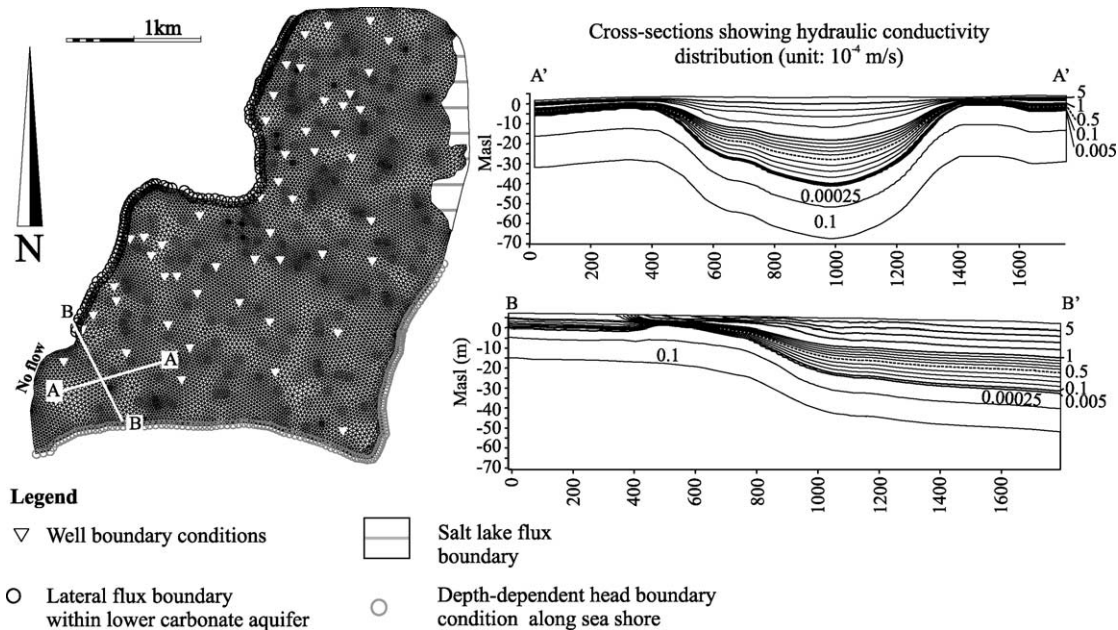 1km
N
No flow
B
A
A
B
Cross-sections showing hydraulic conductivity
distribution (unit: 10⁻⁴ m/s)
A’ A’
Masl
0
-10
-20
-30
-40
-50
-60
-70
5
1
0.5
0.1
0.005
0.00025
0.1
0 200 400 600 800 1000 1200 1400 1600
B B’
Masl (m)
0
-10
-20
-30
-40
-50
-60
-70
5
1
0.5
0.1
0.005
0.1
0.00025
0 200 400 600 800 1000 1200 1400 1600
Legend
Well boundary conditions
Salt lake flux
boundary
Lateral flux boundary
within lower carbonate aquifer
Depth-dependent head boundary
condition along sea shore